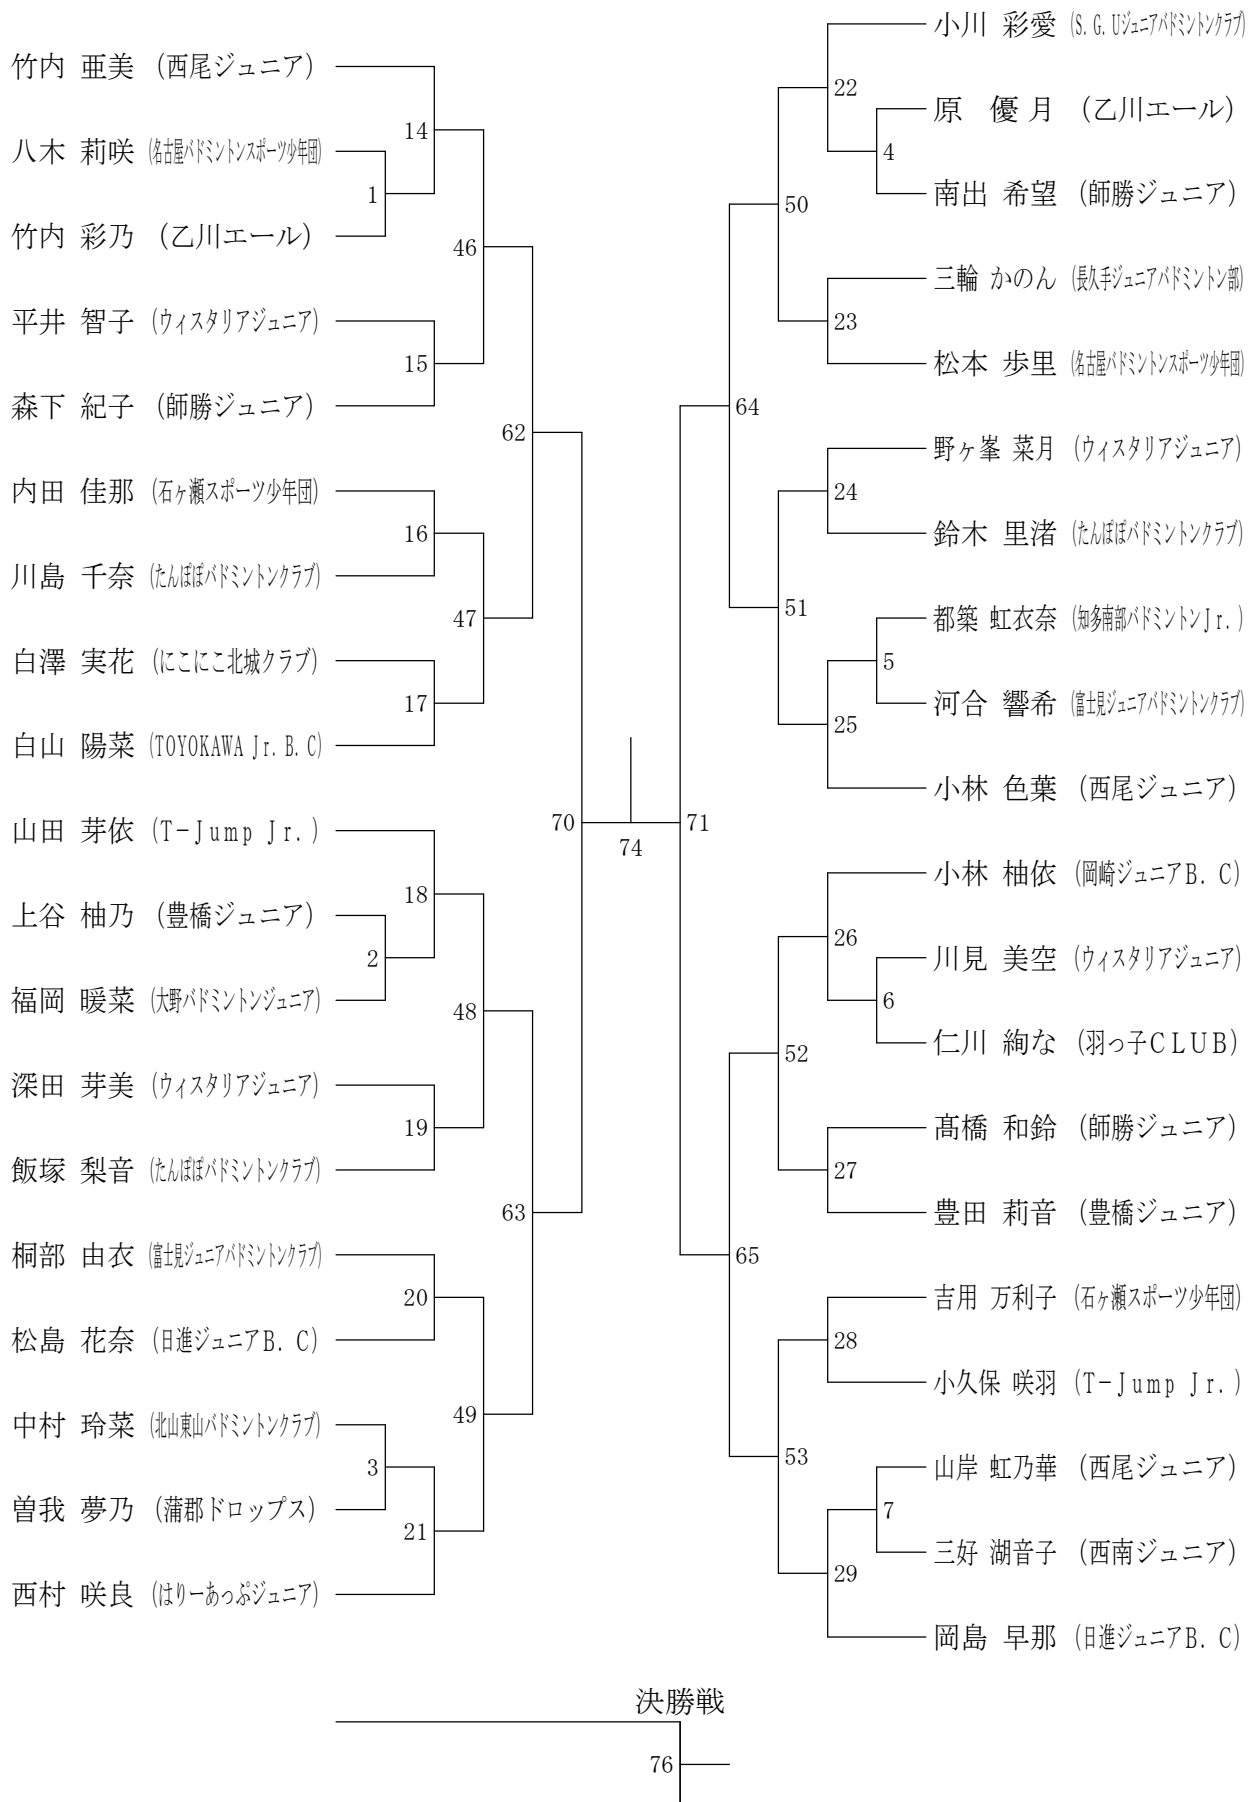 竹内 亜美 (西尾ジュニア)
14
八木 莉咲 (名古屋バドミントンスポーツ少年団)
1
竹内 彩乃 (乙川エール)
46
平井 智子 (ウィスタリアジュニア)
15
森下 紀子 (師勝ジュニア)
62
内田 佳那 (石ヶ瀬スポーツ少年団)
16
川島 千奈 (たんぽぽバドミントンクラブ)
47
白澤 実花 (にこにこ北城クラブ)
17
白山 陽菜 (TOYOKAWA Jr. B. C)
70
山田 芽依 (T-Jump Jr. )
18
上谷 柚乃 (豊橋ジュニア)
2
福岡 暖菜 (大野バドミントンジュニア)
48
深田 芽美 (ウィスタリアジュニア)
19
飯塚 梨音 (たんぽぽバドミントンクラブ)
63
桐部 由衣 (富士見ジュニアバドミントンクラブ)
20
松島 花奈 (日進ジュニアB. C)
49
中村 玲菜 (北山東山バドミントンクラブ)
3
曽我 夢乃 (蒲郡ドロップス)
21
西村 咲良 (はりーあっぷジュニア)
74
小川 彩愛 (S. G. Uジュニアバドミントンクラブ)
22
原 優月 (乙川エール)
4
南出 希望 (師勝ジュニア)
50
三輪 かのん (長久手ジュニアバドミントン部)
23
松本 歩里 (名古屋バドミントンスポーツ少年団)
64
野ヶ峯 菜月 (ウィスタリアジュニア)
24
鈴木 里渚 (たんぽぽバドミントンクラブ)
51
都築 虹衣奈 (知多南部バドミントンJr. )
5
河合 響希 (富士見ジュニアバドミントンクラブ)
25
小林 色葉 (西尾ジュニア)
71
小林 柚依 (岡崎ジュニアB. C)
26
川見 美空 (ウィスタリアジュニア)
6
仁川 絢な (羽っ子CLUB)
52
髙橋 和鈴 (師勝ジュニア)
27
豊田 莉音 (豊橋ジュニア)
65
吉用 万利子 (石ヶ瀬スポーツ少年団)
28
小久保 咲羽 (T-Jump Jr. )
53
山岸 虹乃華 (西尾ジュニア)
7
三好 湖音子 (西南ジュニア)
29
岡島 早那 (日進ジュニアB. C)
決勝戦
76